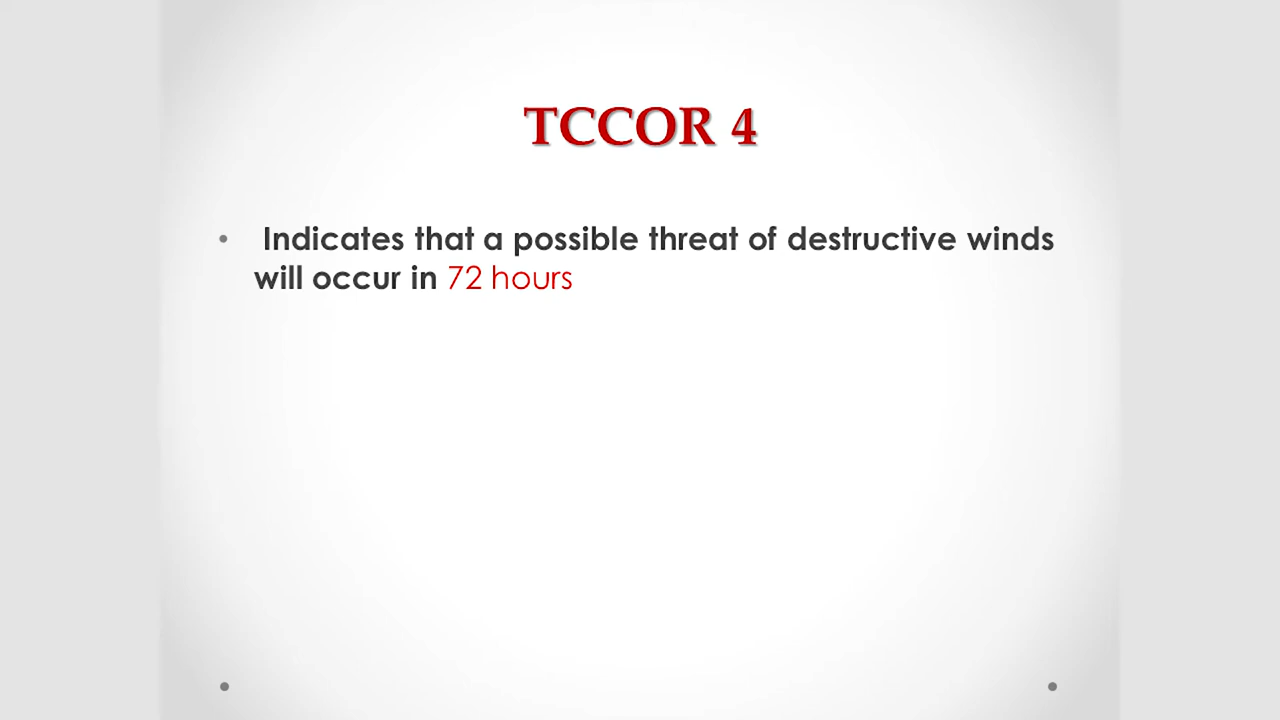 TCCOR 4
• Indicates that a possible threat of destructive winds
will occur in 72 hours